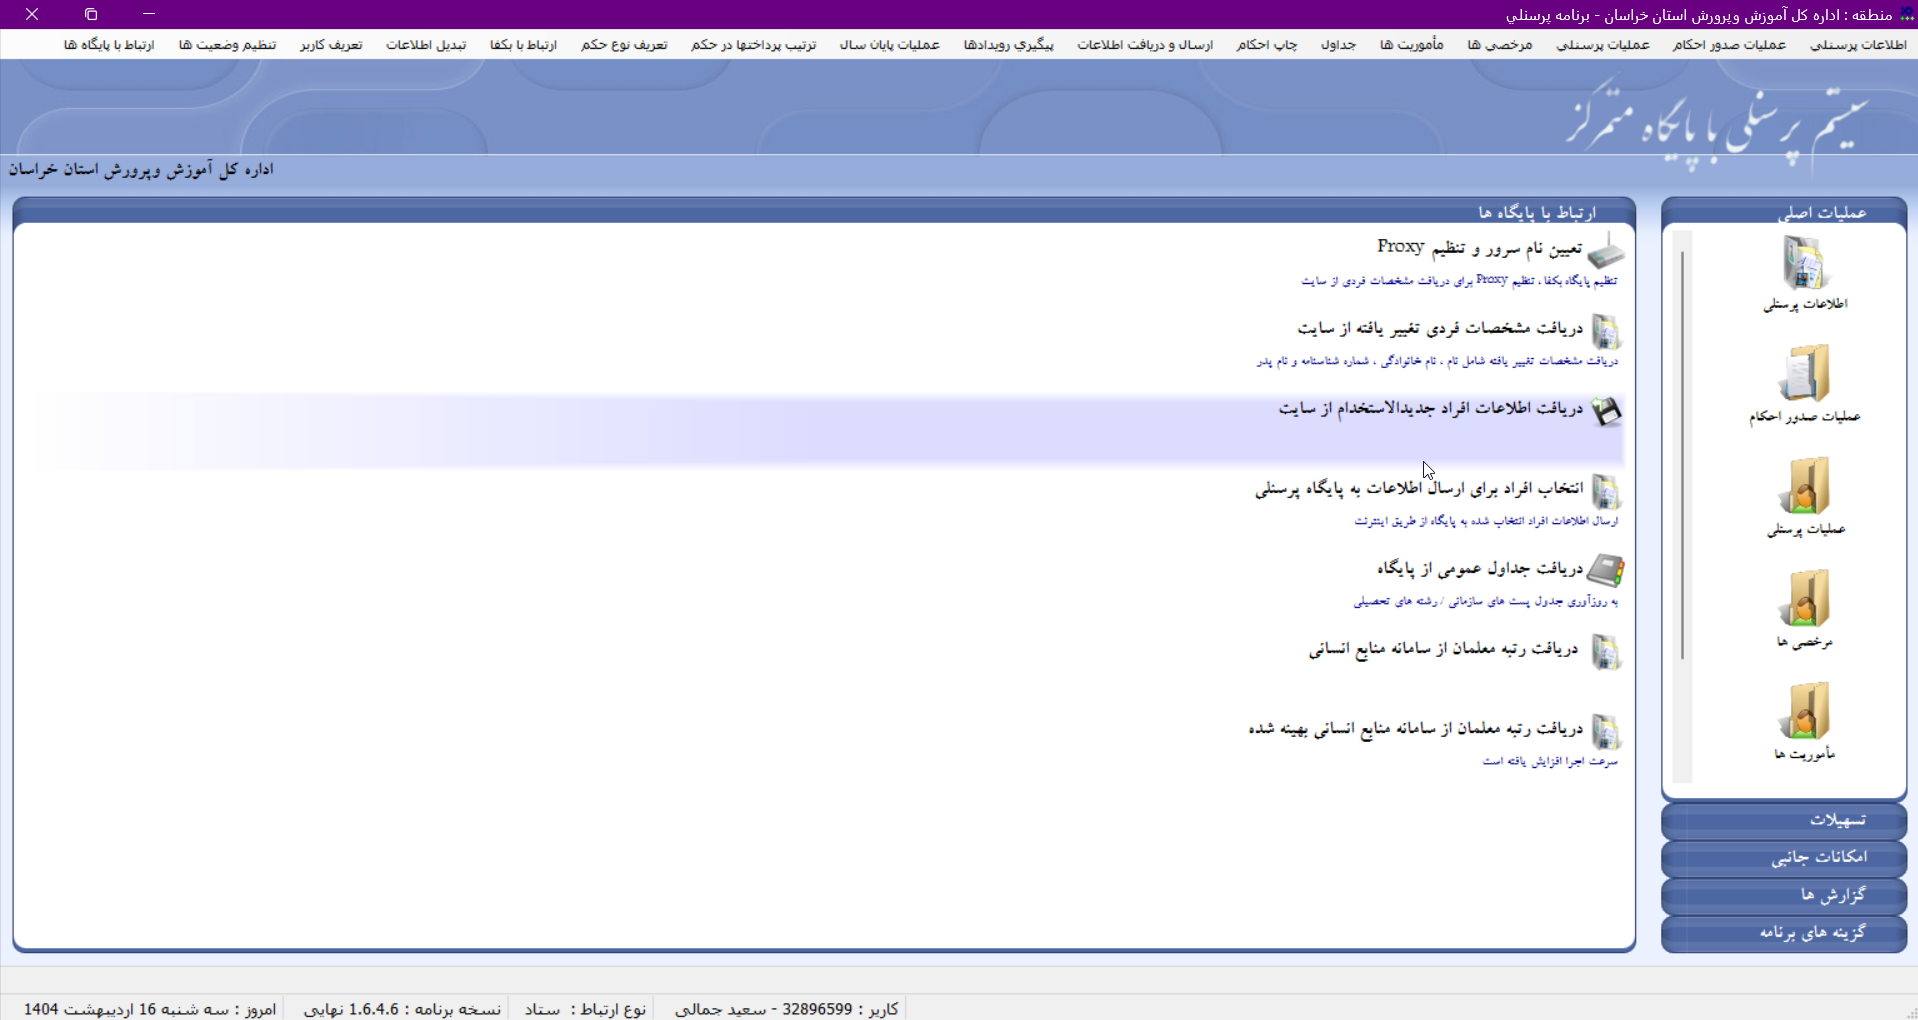 منطقه : اداره کل آموزش وپرورش استان خراسان - برنامه پرسنلي
اطلاعات پرسنلي
عملیات صدور احکام
عملیات پرسنلي
مرخصي ها
مأموریت ها
جداول
چاپ احکام
ارسال و دریافت اطلاعات
پیگیري رویدادها
عملیات پایان سال
ترتیب پرداختها در حکم
تعریف نوع حکم
ارتباط با بکفا
تبدیل اطلاعات
تعریف کاربر
تنظیم وضعیت ها
ارتباط با پایگاه ها
سیستم پرسنلی با پایگاه متمرکز
اداره کل آموزش وپرورش استان خراسان
عملیات اصلی
اطلاعات پرسنلی
عملیات صدور احکام
عملیات پرسنلی
مرخصی ها
مأموریت ها
تسهیلات
امکانات جانبی
گزارش ها
گزینه های برنامه
ارتباط با پایگاه ها
تعیین نام سرور و تنظیم Proxy
تنظیم پایگاه بکفا ، تنظیم Proxy برای دریافت مشخصات فردی از سایت
دریافت مشخصات فردی تغییر یافته از سایت
دریافت مشخصات تغییر یافته شامل نام ، نام خانوادگی ، شماره شناسنامه و نام پدر
دریافت اطلاعات افراد جدیدالاستخدام از سایت
انتخاب افراد برای ارسال اطلاعات به پایگاه پرسنلی
ارسال اطلاعات افراد انتخاب شده به پایگاه از طریق اینترنت
دریافت جداول عمومی از پایگاه
به روزآوری جدول پست های سازمانی / رشته های تحصیلی
دریافت رتبه معلمان از سامانه منابع انسانی
دریافت رتبه معلمان از سامانه منابع انسانی بهینه شده
سرعت اجرا افزایش یافته است
کاربر : 32896599 - سعید جمالی
نوع ارتباط : ستاد
نسخه برنامه : 1.6.4.6 نهایی
امروز : سه شنبه 16 اردیبهشت 1404